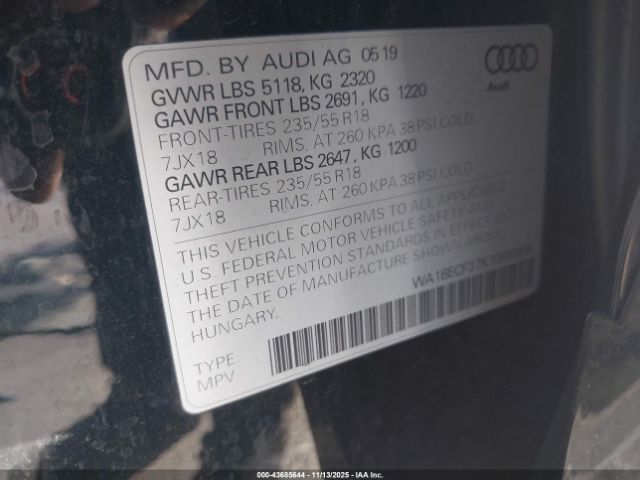 MFD. BY AUDI AG 05 19
GVWR LBS 5118, KG 2320
GAWR FRONT LBS 2691, KG 1220
FRONT-TIRES 235/55 R18
7JX18 RIMS. AT 260 KPA 38 PSI COLD
GAWR REAR LBS 2647, KG 1200
REAR-TIRES 235/55 R18
7JX18 RIMS. AT 260 KPA 38 PSI COLD
THIS VEHICLE CONFORMS TO ALL APPLICABLE
U.S. FEDERAL MOTOR VEHICLE SAFETY AND
THEFT PREVENTION STANDARDS IN EFFECT ON
THE DATE OF MANUFACTURE SHOWN ABOVE.
HUNGARY.
TYPE
MPV
Audi
000-43685644 - 11/13/2025 - IAA Inc.